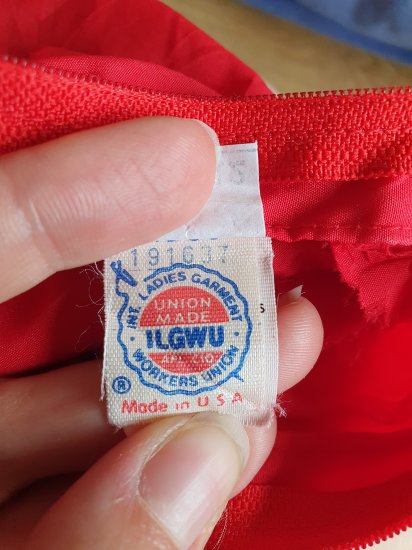 191637
INT. LADIES GARMENT
UNION
MADE
ILGWU
AFL-CIO
WORKERS UNION
®
Made in U S A
S